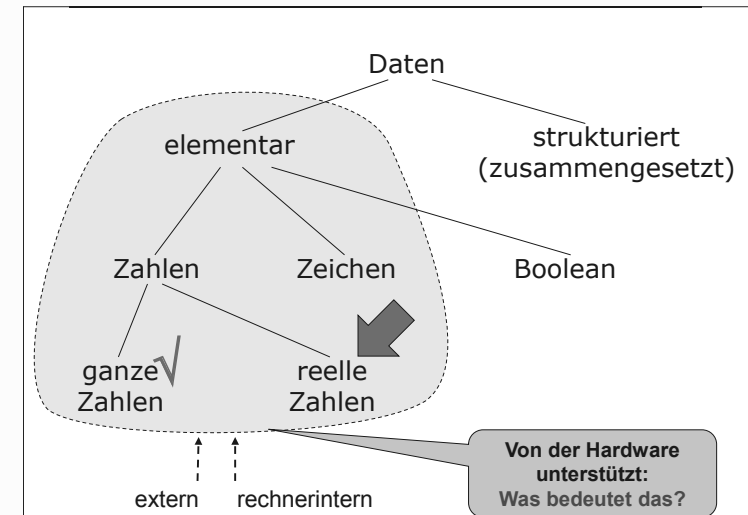 Daten
elementar
strukturiert
(zusammengesetzt)
Zahlen
Zeichen
Boolean
ganze
Zahlen
reelle
Zahlen
extern
rechnerintern
Von der Hardware
unterstützt:
Was bedeutet das?